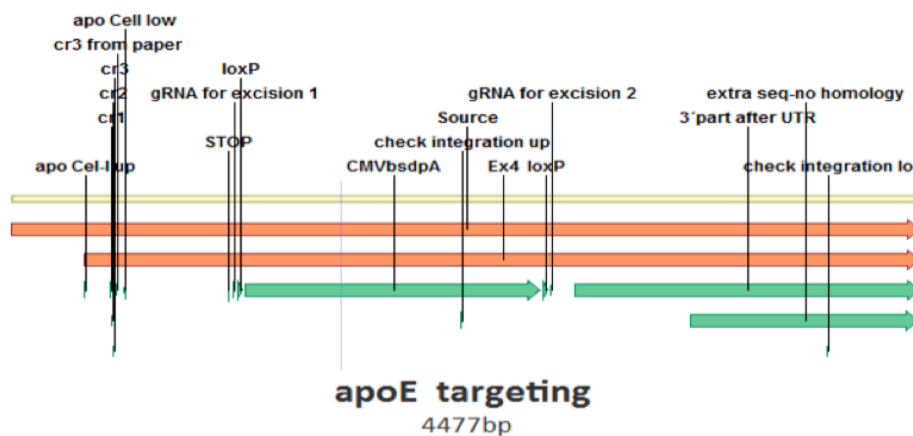 apo Cell low
cr3 from paper
cr3 loxP
cr2 gRNA for excision 1 gRNA for excision 2 extra seq-no homology
cr1 Source 3'part after UTR
STOP check integration up
apo Cel-I up CMVbsdpA Ex4 loxP check integration lo
apoE targeting
4477bp